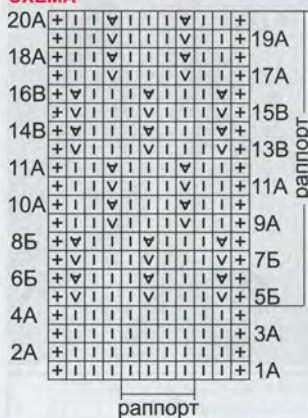 СХЕМА
20А + I I Ɐ I I I Ɐ I I +
+ I I V I I I V I I + 19А
18А + I I Ɐ I I I Ɐ I I +
+ I I V I I I V I I + 17А
16В + Ɐ I I I Ɐ I I I Ɐ +
+ V I I I V I I I V + 15В
14В + Ɐ I I I Ɐ I I I Ɐ +
+ V I I I V I I I V + 13В
11А + I I Ɐ I I I Ɐ I I +
+ I I V I I I V I I + 11А
10А + I I Ɐ I I I Ɐ I I +
+ I I V I I I V I I + 9А
8Б + Ɐ I I I Ɐ I I I Ɐ +
+ V I I I V I I I V + 7Б
6Б + Ɐ I I I Ɐ I I I Ɐ +
+ V I I I V I I I V + 5Б
4А + I I I I I I I I I +
+ I I I I I I I I I + 3А
2А + I I I I I I I I I +
+ I I I I I I I I I + 1А
раппорт
раппорт